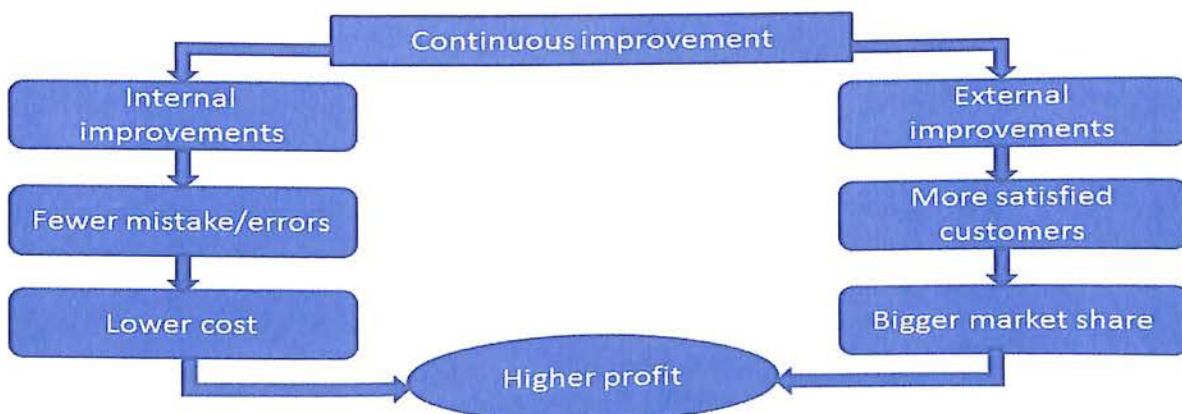 Continuous improvement
Internal
improvements
External
improvements
Fewer mistake/errors
More satisfied
customers
Lower cost
Bigger market share
Higher profit